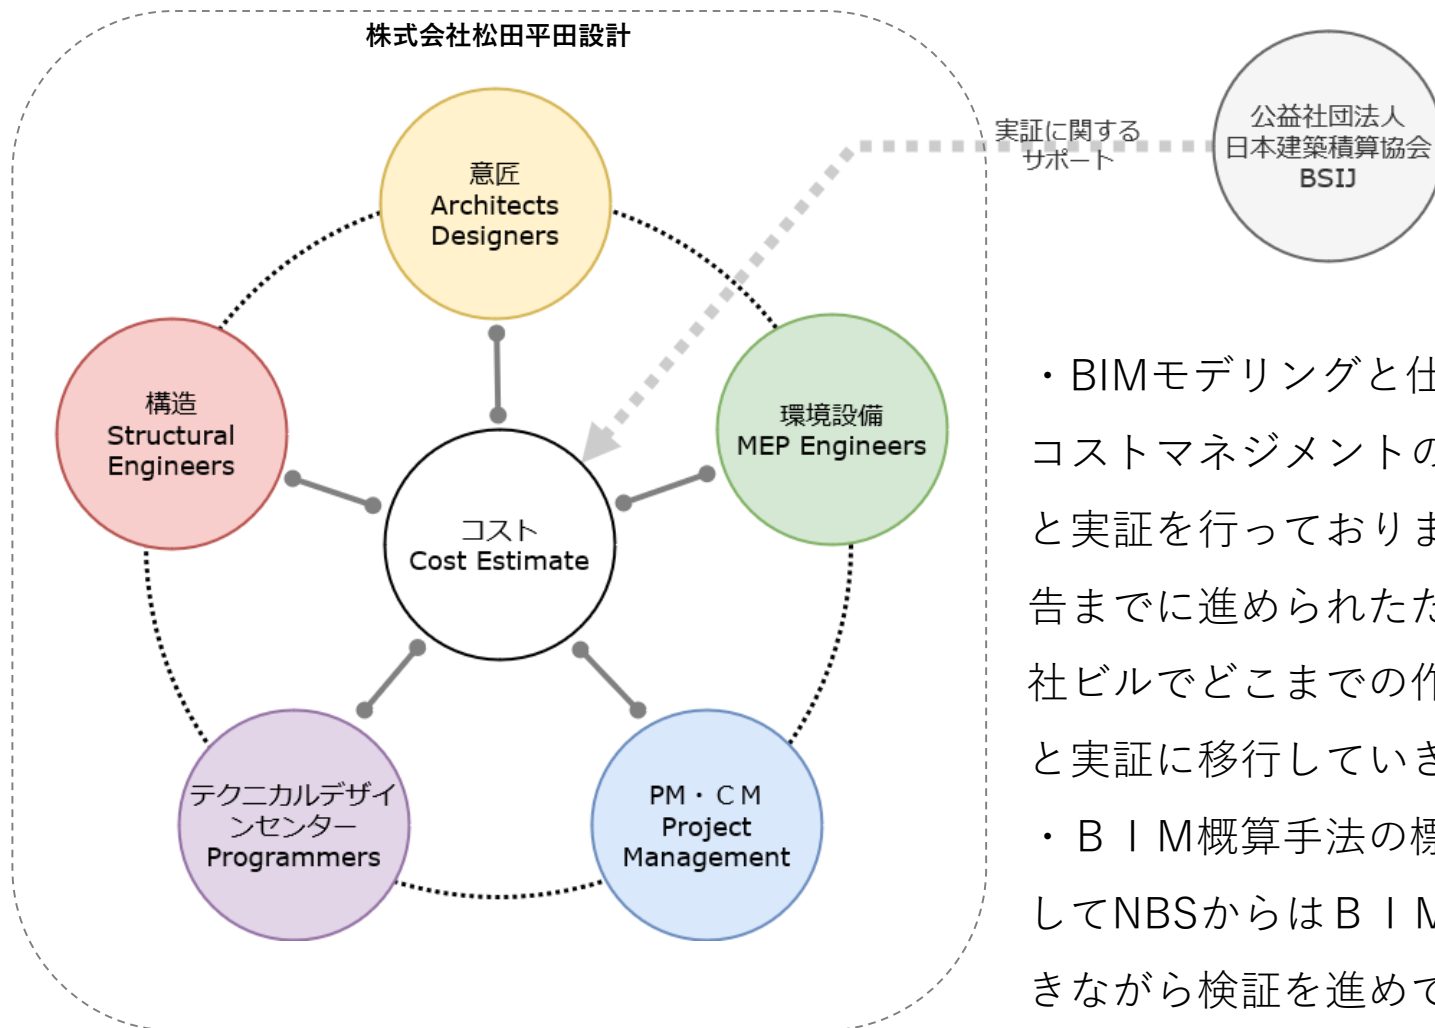 株式会社松田平田設計
実証に関する
サポート
公益社団法人
日本建築積算協会
BSIJ
意匠
Architects
Designers
構造
Structural
Engineers
環境設備
MEP Engineers
コスト
Cost Estimate
テクニカルデザイ
ンセンター
Programmers
PM・ＣＭ
Project
Management
・BIMモデリングと仕
コストマネジメントの
と実証を行っておりま
告までに進められたた
社ビルでどこまでの作
と実証に移行していき
・ＢＩＭ概算手法の標
してNBSからはＢＩＭ
きながら検証を進めて